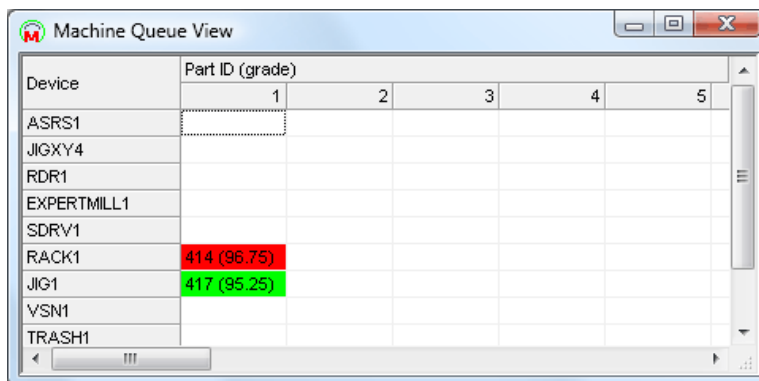 Machine Queue View
Device
Part ID (grade)
1 2 3 4 5
ASRS1
JIGXY4
RDR1
EXPERTMILL1
SDRV1
RACK1 414 (96.75)
JIG1 417 (95.25)
VSN1
TRASH1